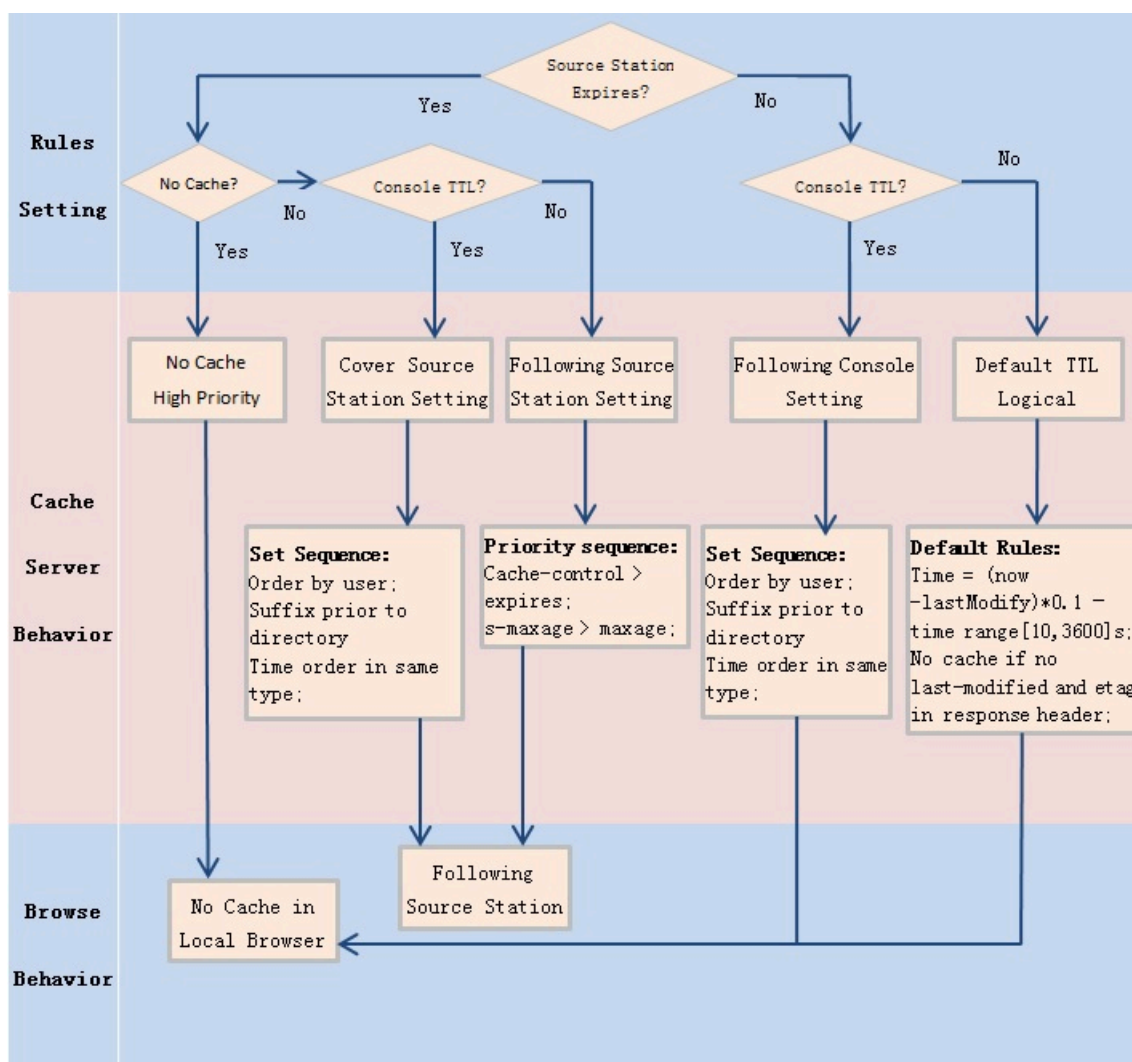 Source Station
Expires?
Yes
No
Rules
Setting
No Cache?
No
Console TTL?
No
Console TTL?
No
Yes
Yes
Yes
No Cache
High Priority
Cover Source
Station Setting
Following Source
Station Setting
Following Console
Setting
Default TTL
Logical
Cache
Server
Behavior
Set Sequence:
Order by user;
Suffix prior to
directory
Time order in same
type;
Priority sequence:
Cache-control >
expires;
s-maxage > maxage;
Set Sequence:
Order by user;
Suffix prior to
directory
Time order in same
type;
Default Rules:
Time = (now
-lastModify)*0.1 -
time range[10,3600]s;
No cache if no
last-modified and etag
in response header;
Browse
Behavior
No Cache in
Local Browser
Following
Source Station